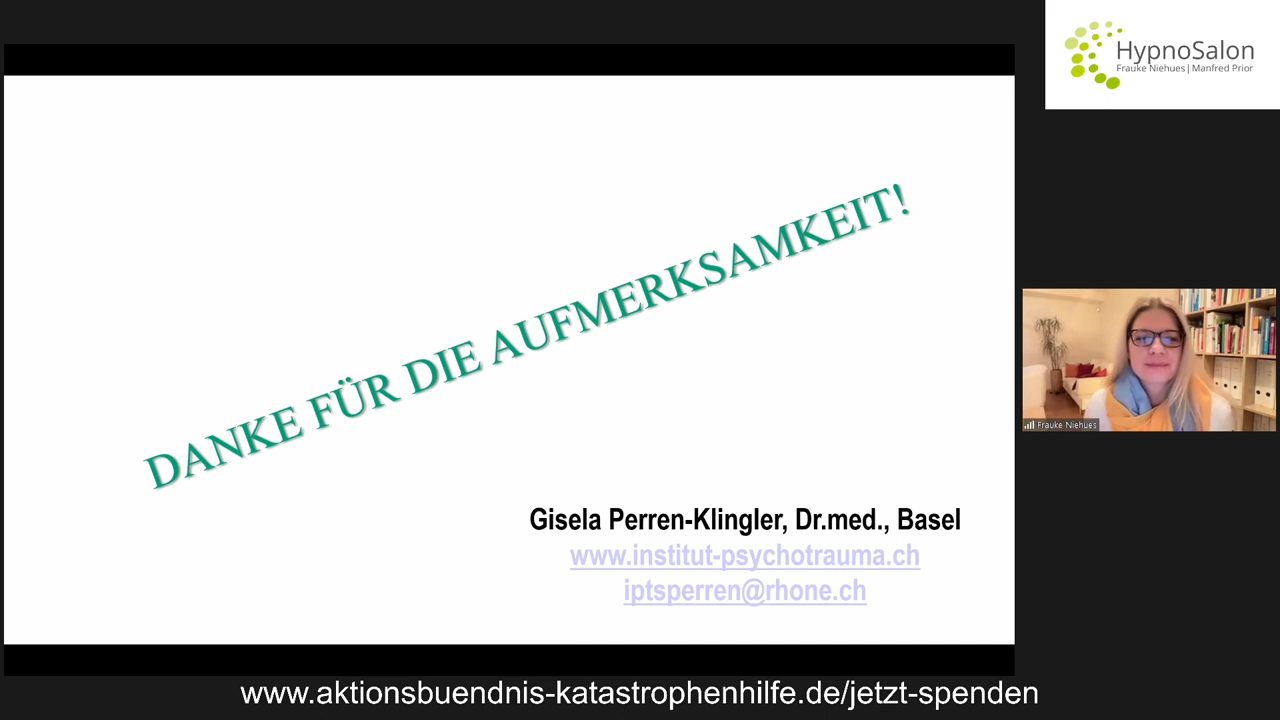 HypnoSalon
Frauke Niehues | Manfred Prior
DANKE FÜR DIE AUFMERKSAMKEIT!
Gisela Perren-Klingler, Dr.med., Basel
www.institut-psychotrauma.ch
iptsperren@rhone.ch
Frauke Niehues
www.aktionsbuendnis-katastrophenhilfe.de/jetzt-spenden